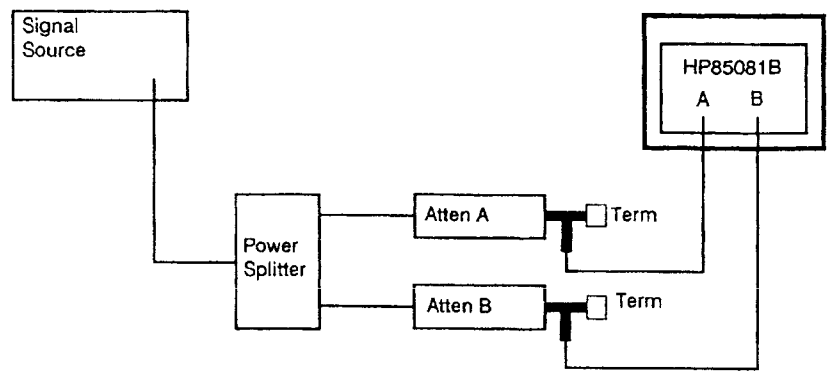 Signal
Source
HP85081B
A B
Atten A
Term
Power
Splitter
Atten B
Term